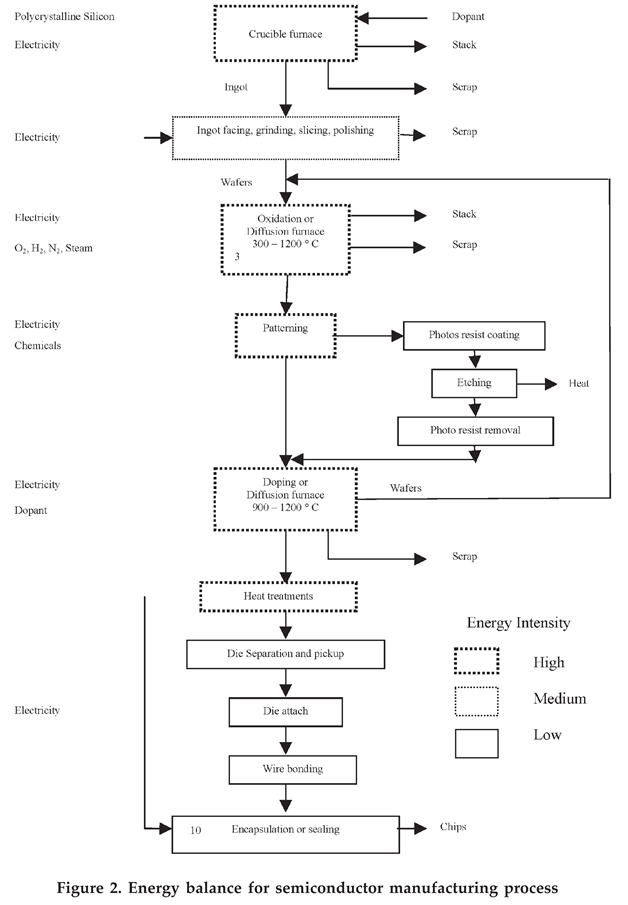 Polycrystalline Silicon
Dopant
Crucible furnace
Electricity
Stack
Ingot
Scrap
Electricity
Ingot facing, grinding, slicing, polishing
Scrap
Wafers
Electricity
Oxidation or
Diffusion furnace
300 – 1200 ° C
3
Stack
O2, H2, N2, Steam
Scrap
Electricity
Chemicals
Patterning
Photos resist coating
Etching
Heat
Photo resist removal
Electricity
Dopant
Doping or
Diffusion furnace
900 – 1200 ° C
Wafers
Scrap
Heat treatments
Energy Intensity
High
Medium
Low
Die Separation and pickup
Electricity
Die attach
Wire bonding
10 Encapsulation or sealing
Chips
Figure 2. Energy balance for semiconductor manufacturing process